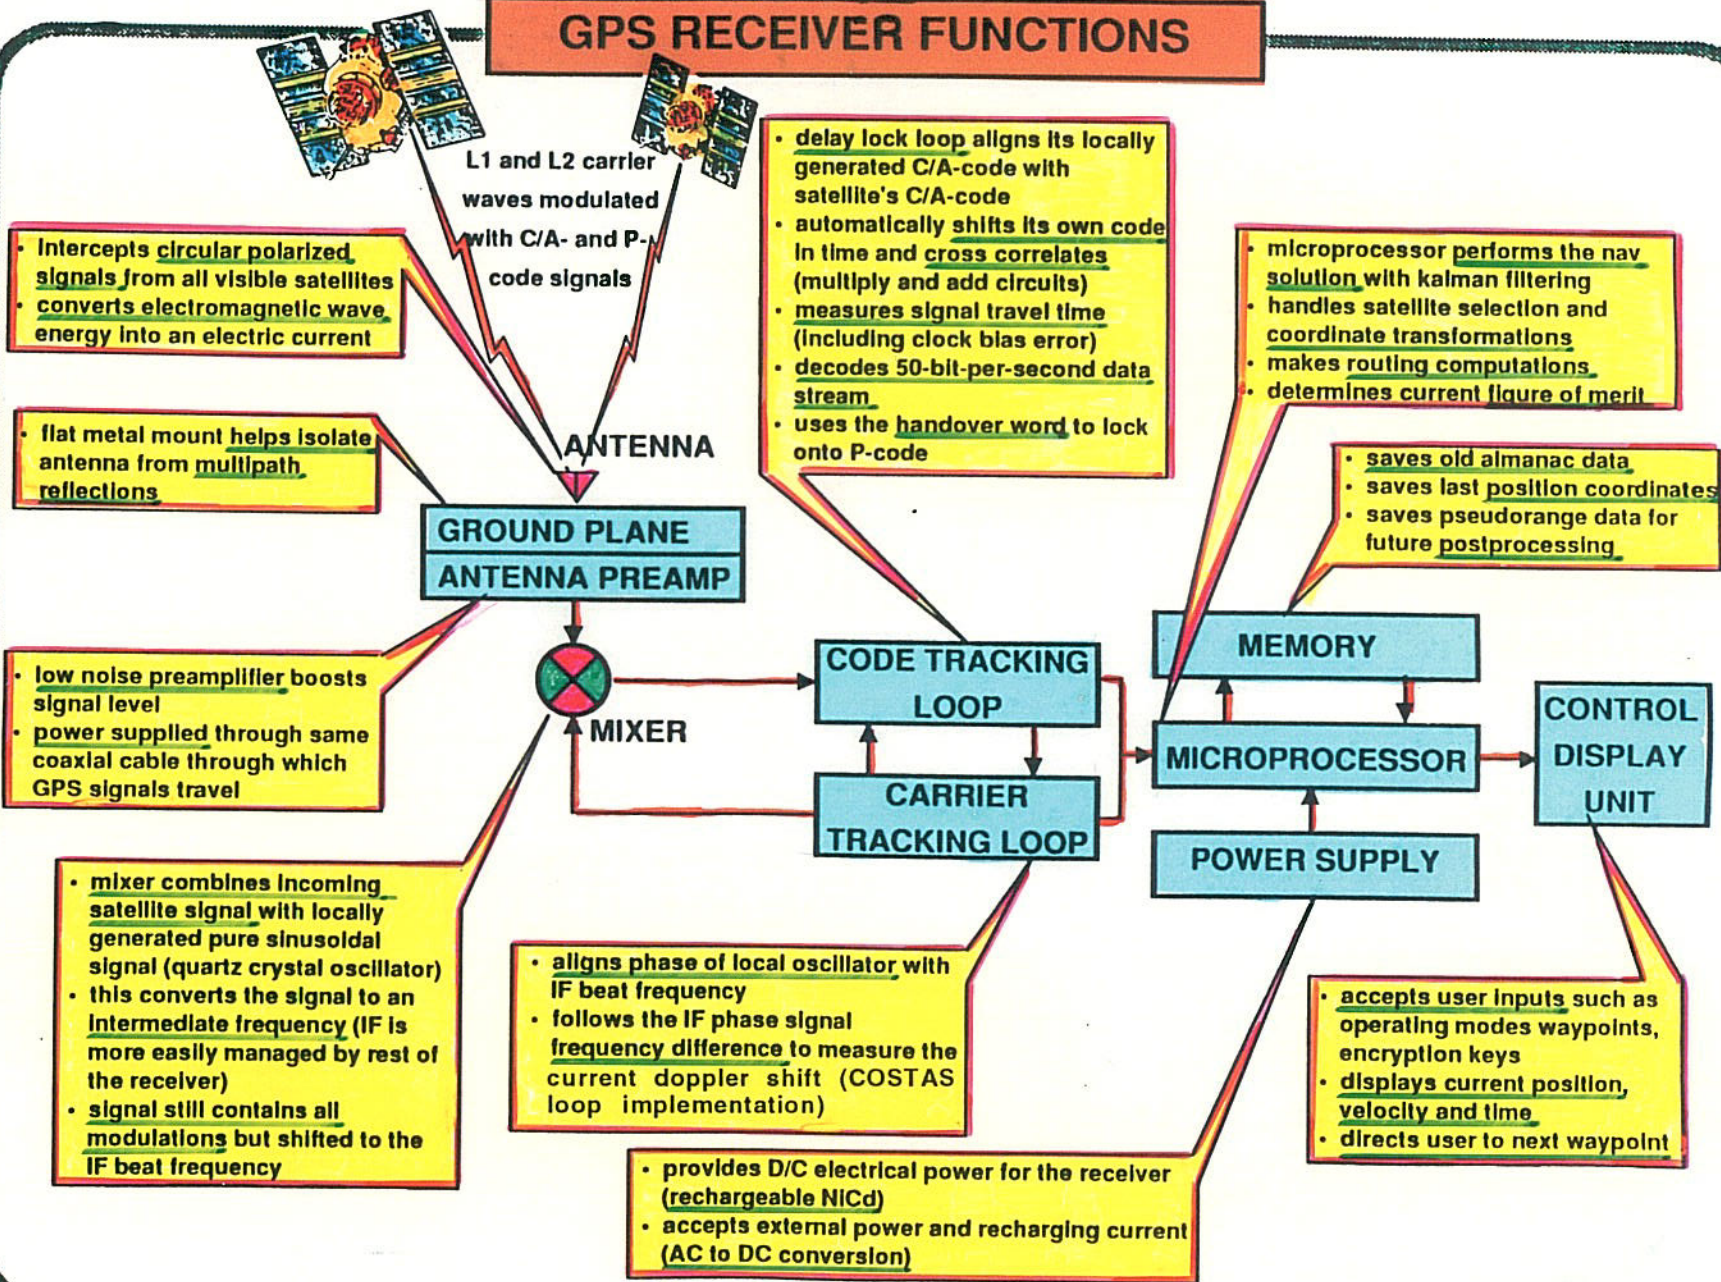 GPS RECEIVER FUNCTIONS
L1 and L2 carrier
waves modulated
with C/A- and P-
code signals
• intercepts circular polarized
signals from all visible satellites
• converts electromagnetic wave
energy into an electric current
• flat metal mount helps isolate
antenna from multipath
reflections
ANTENNA
GROUND PLANE
ANTENNA PREAMP
• low noise preamplifier boosts
signal level
• power supplied through same
coaxial cable through which
GPS signals travel
MIXER
• mixer combines incoming
satellite signal with locally
generated pure sinusoidal
signal (quartz crystal oscillator)
• this converts the signal to an
intermediate frequency (IF is
more easily managed by rest of
the receiver)
• signal still contains all
modulations but shifted to the
IF beat frequency
• delay lock loop aligns its locally
generated C/A-code with
satellite's C/A-code
• automatically shifts its own code
in time and cross correlates
(multiply and add circuits)
• measures signal travel time
(including clock bias error)
• decodes 50-bit-per-second data
stream
• uses the handover word to lock
onto P-code
CODE TRACKING
LOOP
CARRIER
TRACKING LOOP
• aligns phase of local oscillator with
IF beat frequency
• follows the IF phase signal
frequency difference to measure the
current doppler shift (COSTAS
loop implementation)
• microprocessor performs the nav
solution with kalman filtering
• handles satellite selection and
coordinate transformations
• makes routing computations
• determines current figure of merit
• saves old almanac data
• saves last position coordinates
• saves pseudorange data for
future postprocessing
MEMORY
MICROPROCESSOR
POWER SUPPLY
• provides D/C electrical power for the receiver
(rechargeable NiCd)
• accepts external power and recharging current
(AC to DC conversion)
CONTROL
DISPLAY
UNIT
• accepts user inputs such as
operating modes waypoints,
encryption keys
• displays current position,
velocity and time
• directs user to next waypoint